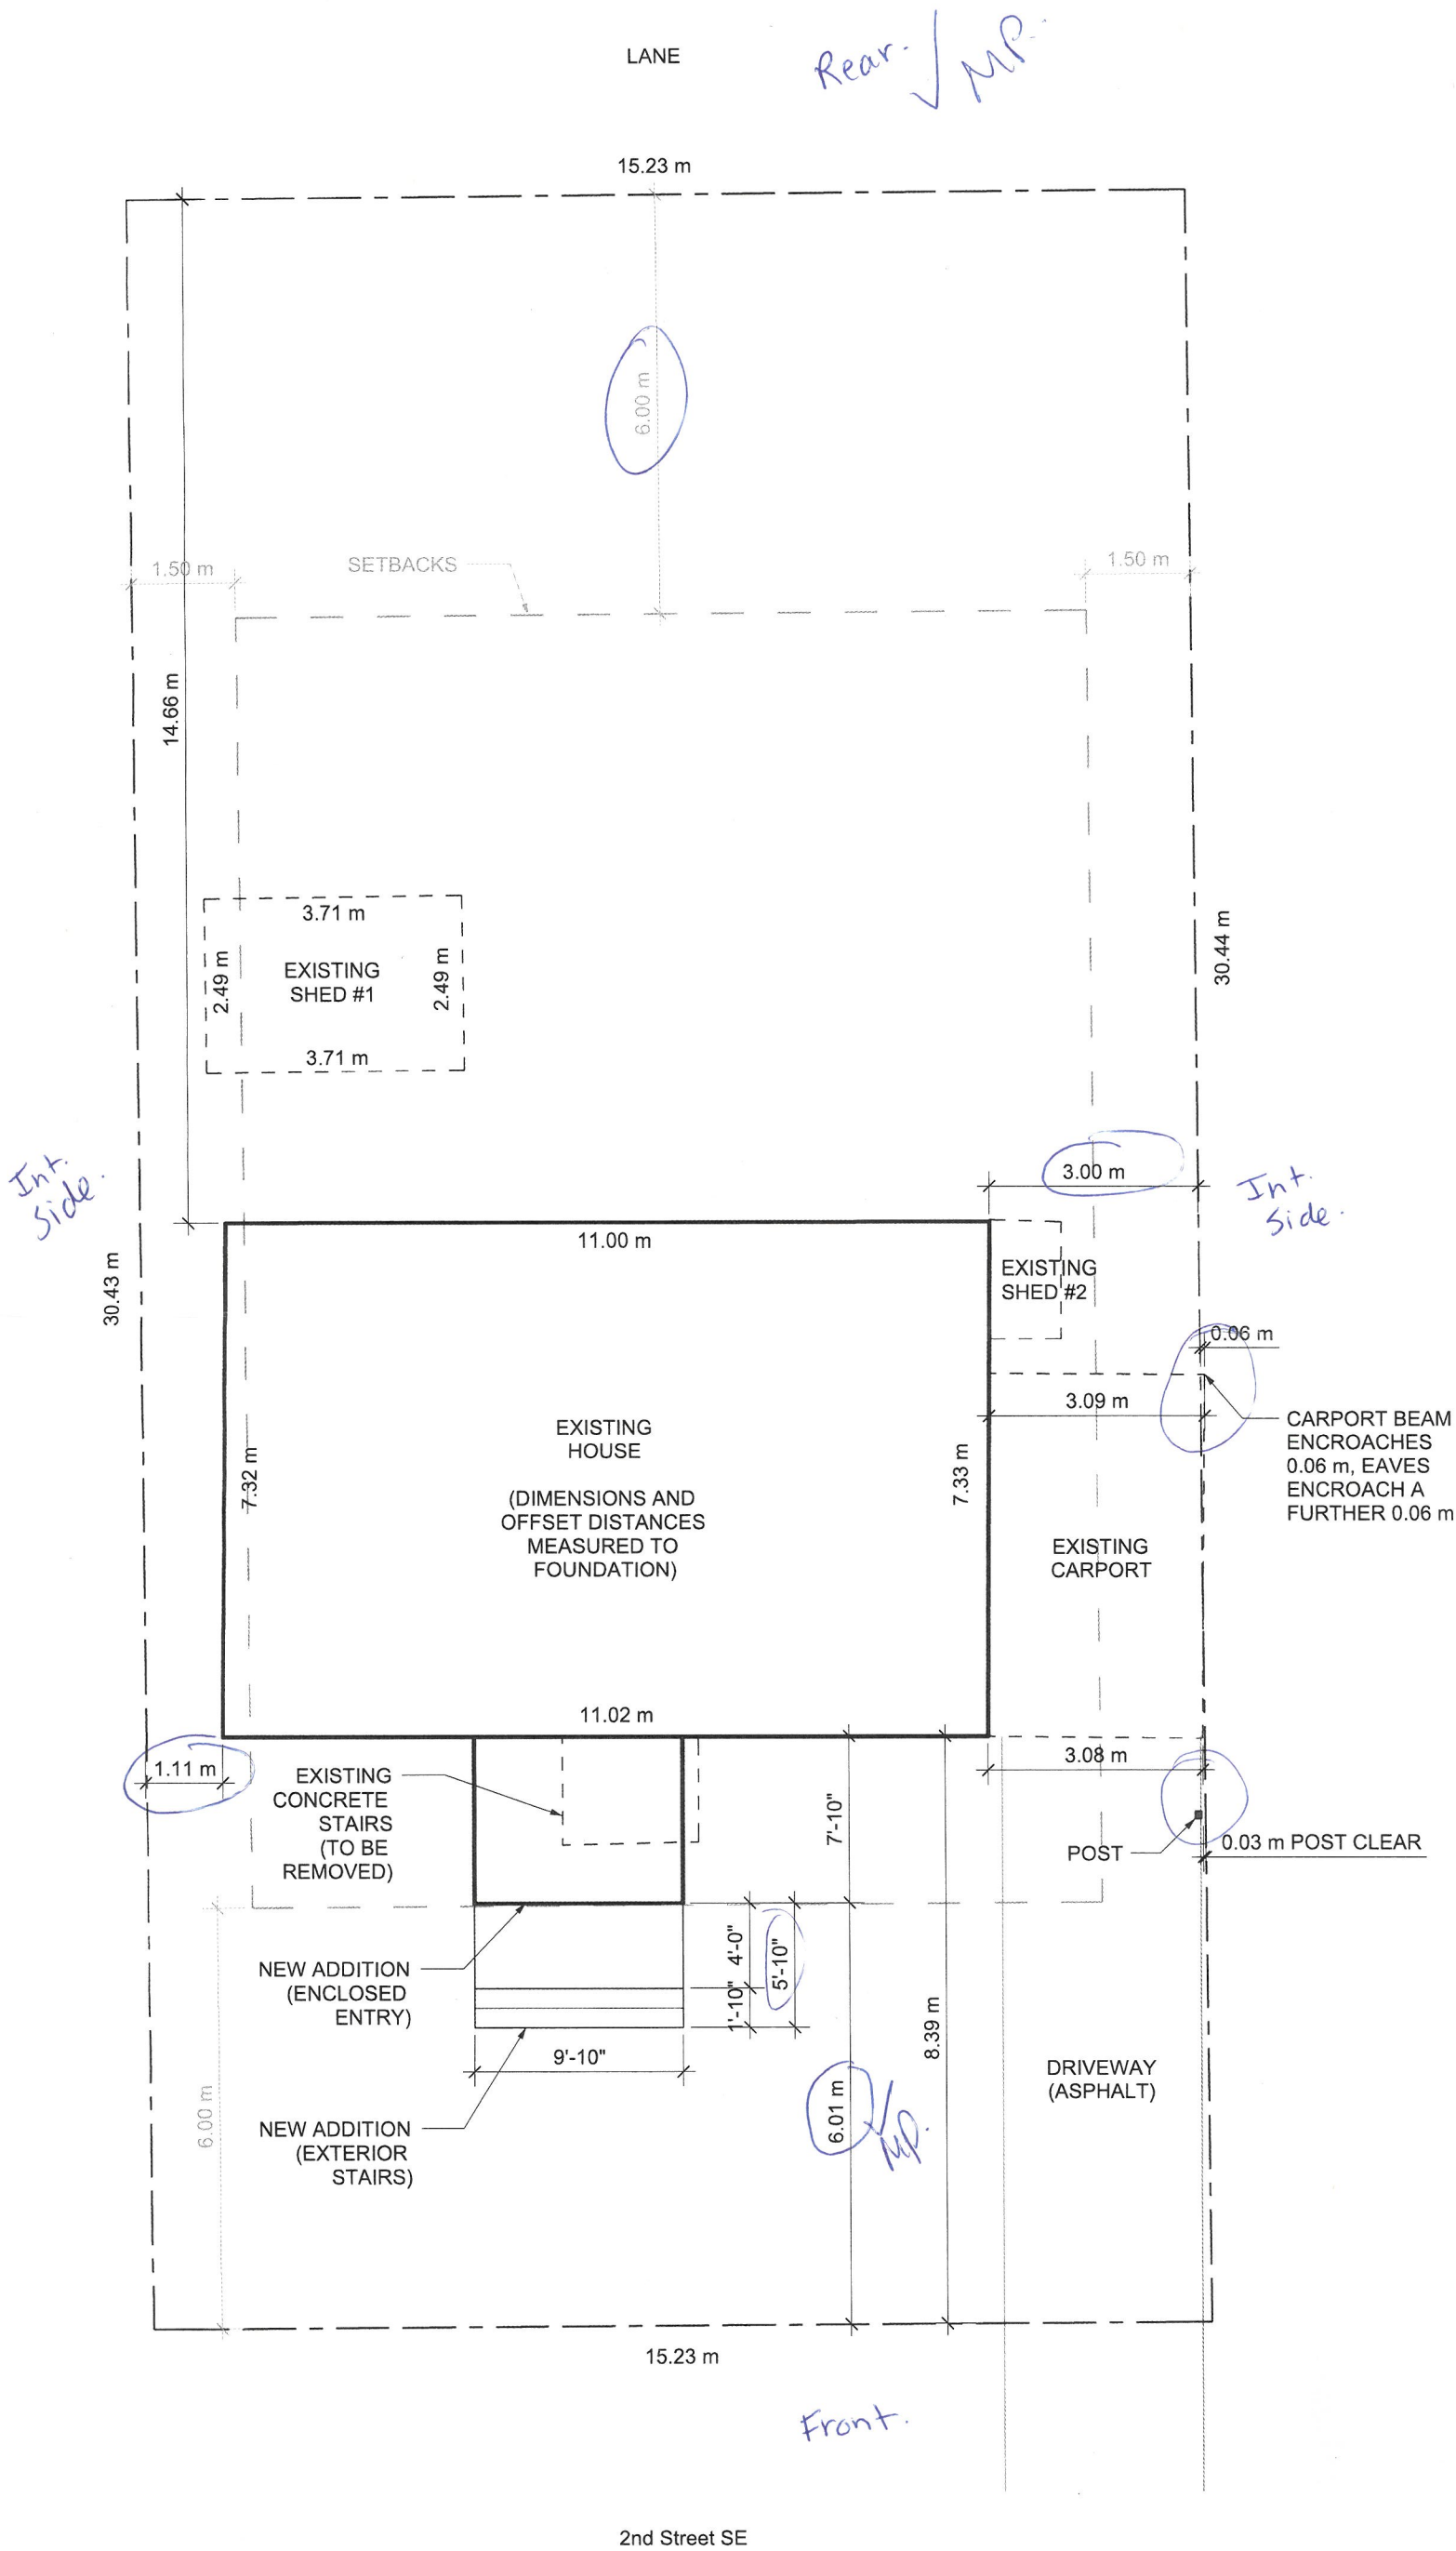 LANE
Rear. MP.
15.23 m
6.00 m
1.50 m
SETBACKS
1.50 m
14.66 m
3.71 m
2.49 m
EXISTING
SHED #1
2.49 m
3.71 m
30.44 m
Int.
Side.
3.00 m
Int.
Side.
30.43 m
11.00 m
EXISTING
SHED #2
0.06 m
3.09 m
CARPORT BEAM
ENCROACHES
0.06 m, EAVES
ENCROACH A
FURTHER 0.06 m
EXISTING
HOUSE
(DIMENSIONS AND
OFFSET DISTANCES
MEASURED TO
FOUNDATION)
7.32 m
7.33 m
EXISTING
CARPORT
11.02 m
1.11 m
3.08 m
EXISTING
CONCRETE
STAIRS
(TO BE
REMOVED)
7'-10"
POST
0.03 m POST CLEAR
NEW ADDITION
(ENCLOSED
ENTRY)
4'-0"
1'-10"
5'-10"
9'-10"
8.39 m
DRIVEWAY
(ASPHALT)
6.00 m
NEW ADDITION
(EXTERIOR
STAIRS)
6.01 m
MP.
15.23 m
Front.
2nd Street SE